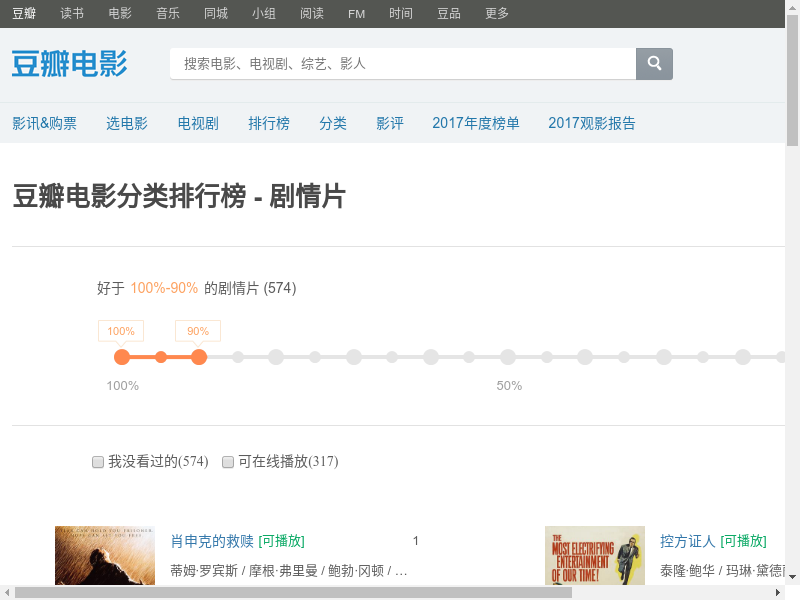 豆瓣 读书 电影 音乐 同城 小组 阅读 FM 时间 豆品 更多
豆瓣电影
搜索电影、电视剧、综艺、影人
影讯&购票 选电影 电视剧 排行榜 分类 影评 2017年度榜单 2017观影报告
豆瓣电影分类排行榜 - 剧情片
好于 100%-90% 的剧情片 (574)
100% 90%
100% 50%
我没看过的(574) 可在线播放(317)
肖申克的救赎 [可播放] 1
蒂姆·罗宾斯 / 摩根·弗里曼 / 鲍勃·冈顿 / …
THE MOST ELECTRIFYING
ENTERTAINMENT
OF OUR TIME!
控方证人 [可播放]
泰隆·鲍华 / 玛琳·黛德